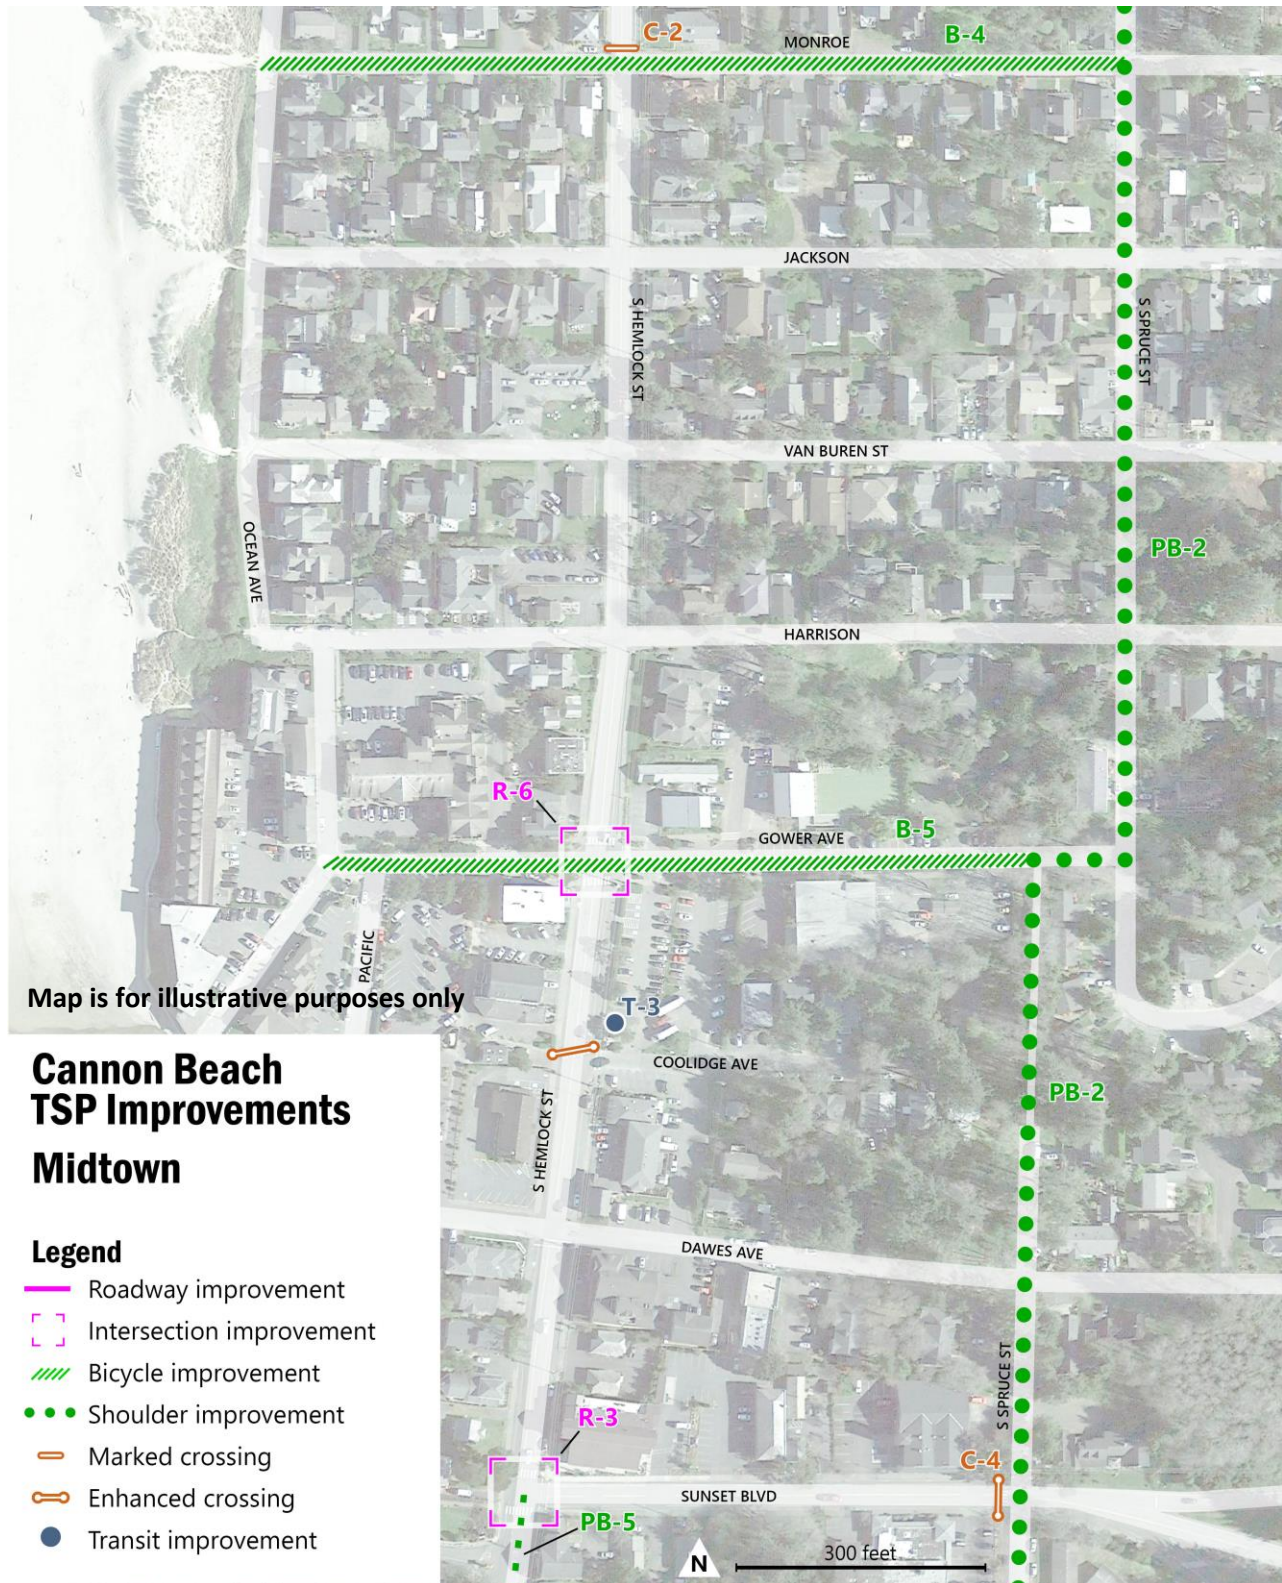 C-2
MONROE
B-4
JACKSON
S HEMLOCK ST
S SPRUCE ST
VAN BUREN ST
OCEAN AVE
PB-2
HARRISON
R-6
GOWER AVE
B-5
PACIFIC
Map is for illustrative purposes only
T-3
COOLIDGE AVE
PB-2
S HEMLOCK ST
DAWES AVE
S SPRUCE ST
R-3
C-4
SUNSET BLVD
PB-5
N
300 feet
Cannon Beach
TSP Improvements
Midtown
Legend
Roadway improvement
Intersection improvement
Bicycle improvement
Shoulder improvement
Marked crossing
Enhanced crossing
Transit improvement